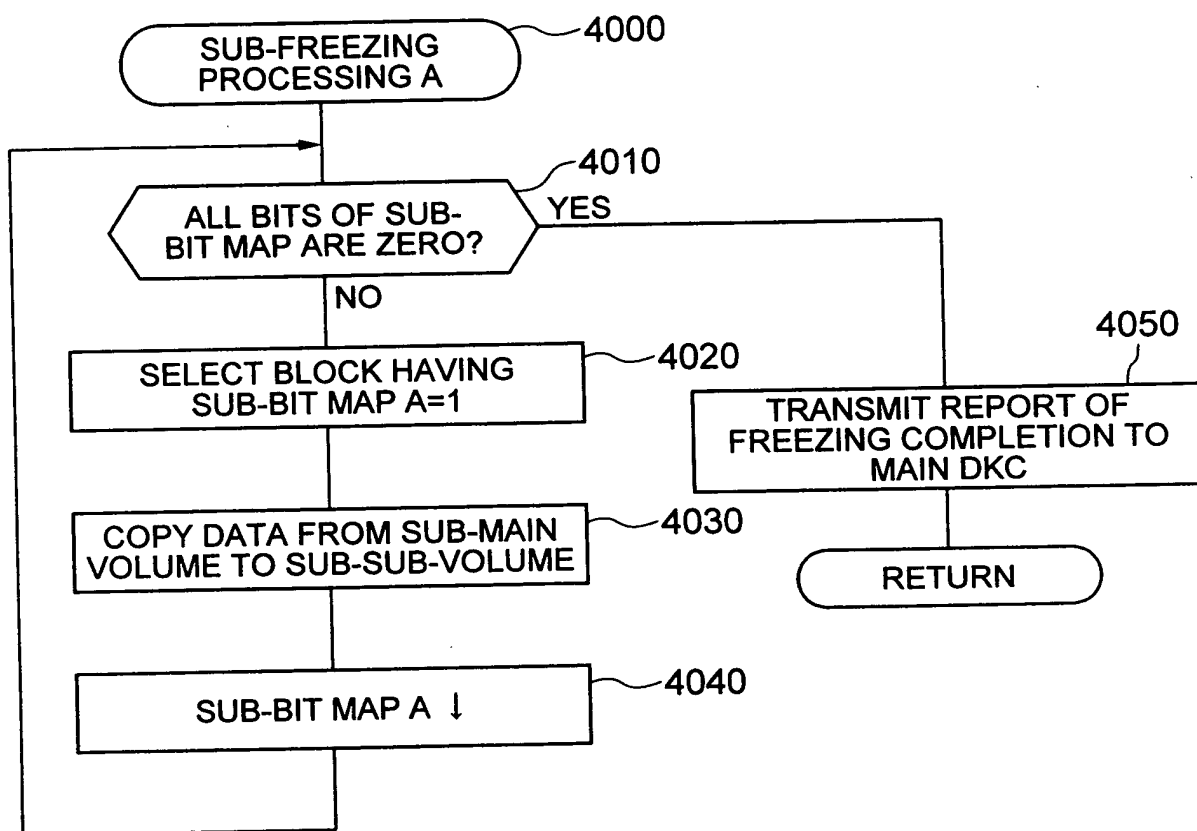 SUB-FREEZING
PROCESSING A
4000
4010
ALL BITS OF SUB-
BIT MAP ARE ZERO?
YES
NO
4020
SELECT BLOCK HAVING
SUB-BIT MAP A=1
4050
TRANSMIT REPORT OF
FREEZING COMPLETION TO
MAIN DKC
4030
COPY DATA FROM SUB-MAIN
VOLUME TO SUB-SUB-VOLUME
RETURN
4040
SUB-BIT MAP A ↓